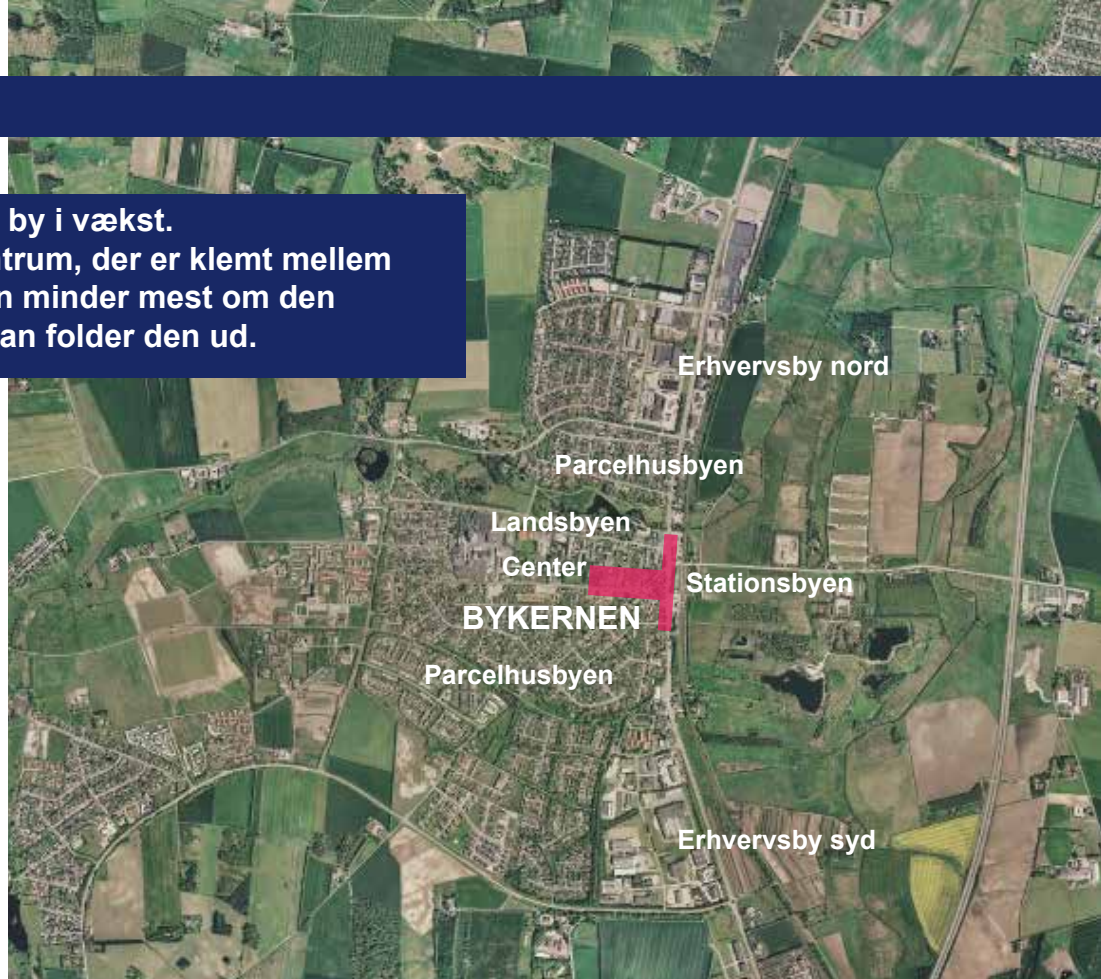 by i vækst.
ntrum, der er klemt mellem
n minder mest om den
an folder den ud.
Erhvervsby nord
Parcelhusbyen
Landsbyen
Center
Stationsbyen
BYKERNEN
Parcelhusbyen
Erhvervsby syd